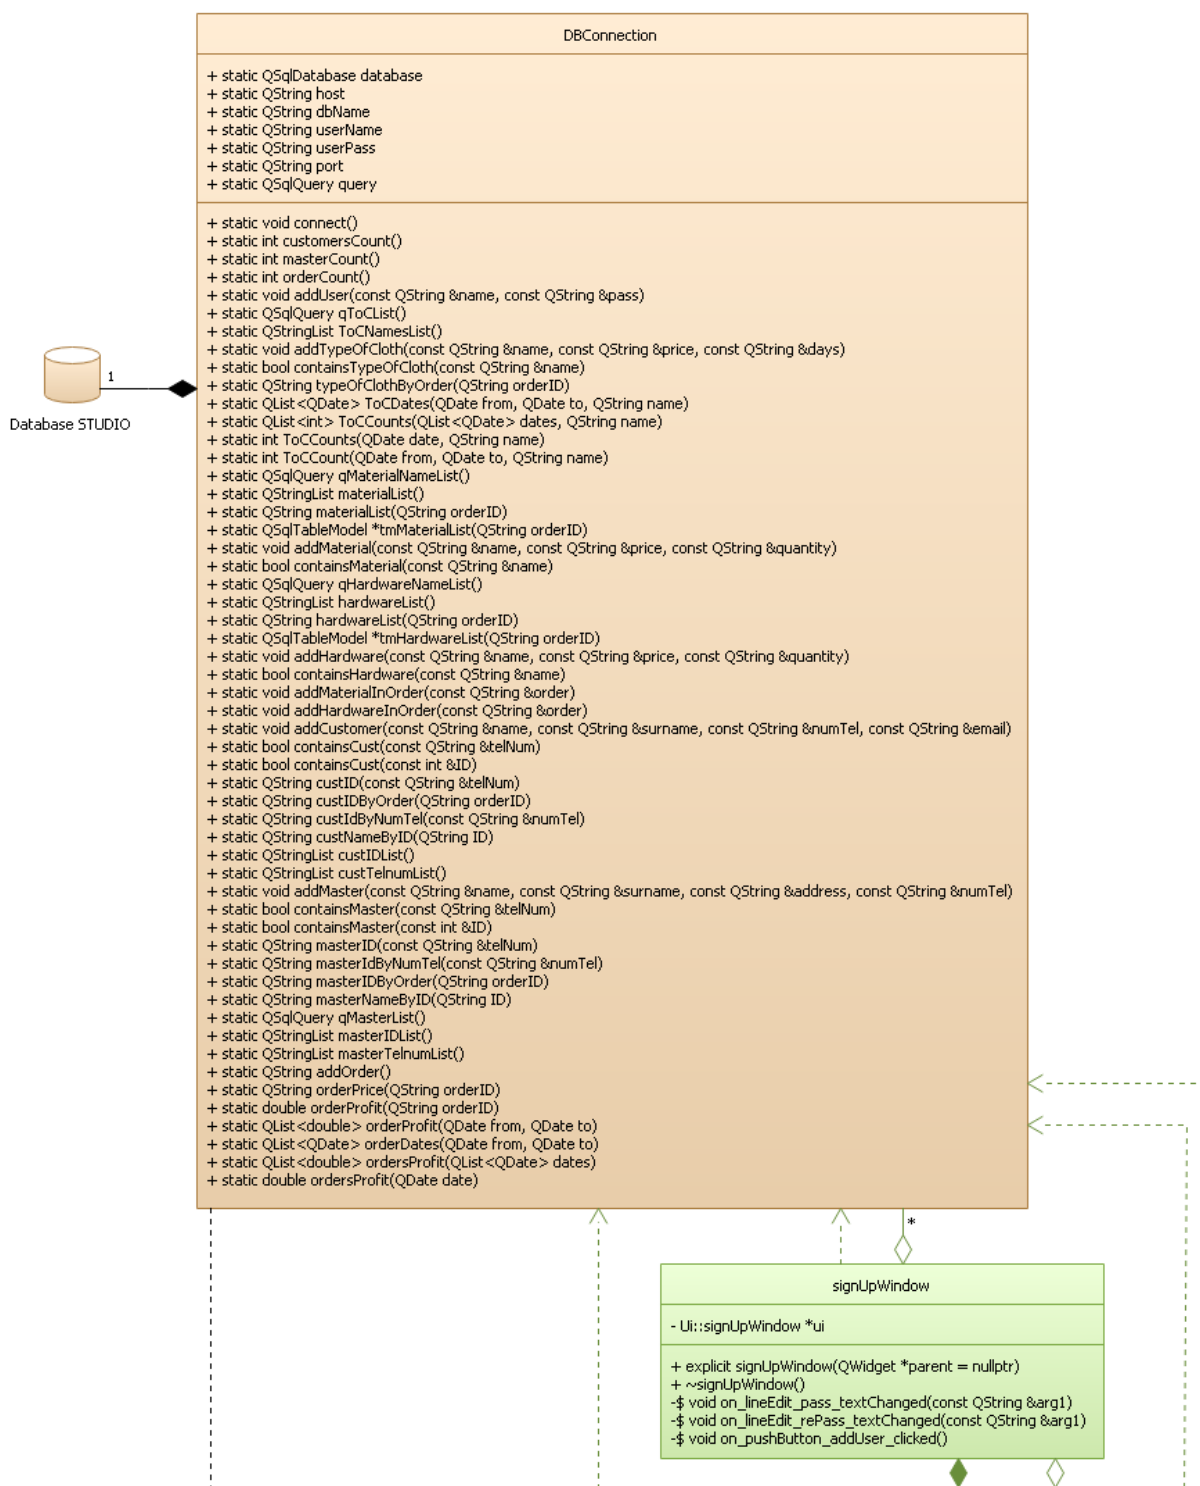 DBConnection
+ static QSqlDatabase database
+ static QString host
+ static QString dbName
+ static QString userName
+ static QString userPass
+ static QString port
+ static QSqlQuery query
+ static void connect()
+ static int customersCount()
+ static int masterCount()
+ static int orderCount()
+ static void addUser(const QString &name, const QString &pass)
+ static QSqlQuery qToCList()
+ static QStringList ToCNamesList()
+ static void addTypeOfCloth(const QString &name, const QString &price, const QString &days)
+ static bool containsTypeOfCloth(const QString &name)
+ static QString typeOfClothByOrder(QString orderID)
+ static QList<QDate> ToCDates(QDate from, QDate to, QString name)
+ static QList<int> ToCCounts(QList<QDate> dates, QString name)
+ static int ToCCounts(QDate date, QString name)
+ static int ToCCount(QDate from, QDate to, QString name)
+ static QSqlQuery qMaterialNameList()
+ static QStringList materialList()
+ static QString materialList(QString orderID)
+ static QSqlTableModel *tmMaterialList(QString orderID)
+ static void addMaterial(const QString &name, const QString &price, const QString &quantity)
+ static bool containsMaterial(const QString &name)
+ static QSqlQuery qHardwareNameList()
+ static QStringList hardwareList()
+ static QString hardwareList(QString orderID)
+ static QSqlTableModel *tmHardwareList(QString orderID)
+ static void addHardware(const QString &name, const QString &price, const QString &quantity)
+ static bool containsHardware(const QString &name)
+ static void addMaterialInOrder(const QString &order)
+ static void addHardwareInOrder(const QString &order)
+ static void addCustomer(const QString &name, const QString &surname, const QString &numTel, const QString &email)
+ static bool containsCust(const QString &telNum)
+ static bool containsCust(const int &ID)
+ static QString custID(const QString &telNum)
+ static QString custIDByOrder(QString orderID)
+ static QString custIdByNumTel(const QString &numTel)
+ static QString custNameByID(QString ID)
+ static QStringList custIDList()
+ static QStringList custTelnumList()
+ static void addMaster(const QString &name, const QString &surname, const QString &address, const QString &numTel)
+ static bool containsMaster(const QString &telNum)
+ static bool containsMaster(const int &ID)
+ static QString masterID(const QString &telNum)
+ static QString masterIdByNumTel(const QString &numTel)
+ static QString masterIDByOrder(QString orderID)
+ static QString masterNameByID(QString ID)
+ static QSqlQuery qMasterList()
+ static QStringList masterIDList()
+ static QStringList masterTelnumList()
+ static QString addOrder()
+ static QString orderPrice(QString orderID)
+ static double orderProfit(QString orderID)
+ static QList<double> orderProfit(QDate from, QDate to)
+ static QList<QDate> orderDates(QDate from, QDate to)
+ static QList<double> ordersProfit(QList<QDate> dates)
+ static double ordersProfit(QDate date)
1
Database STUDIO
*
signUpWindow
- Ui::signUpWindow *ui
+ explicit signUpWindow(QWidget *parent = nullptr)
+ ~signUpWindow()
-$ void on_lineEdit_pass_textChanged(const QString &arg1)
-$ void on_lineEdit_rePass_textChanged(const QString &arg1)
-$ void on_pushButton_addUser_clicked()